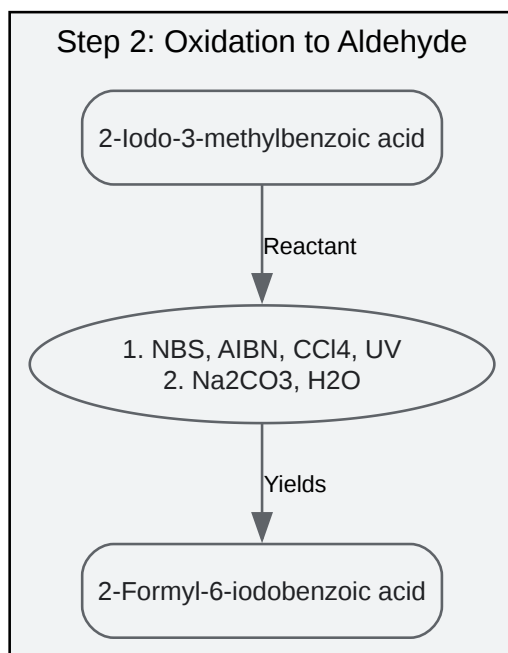 Step 2: Oxidation to Aldehyde
2-Iodo-3-methylbenzoic acid
Reactant
1. NBS, AIBN, CCl4, UV
2. Na2CO3, H2O
Yields
2-Formyl-6-iodobenzoic acid